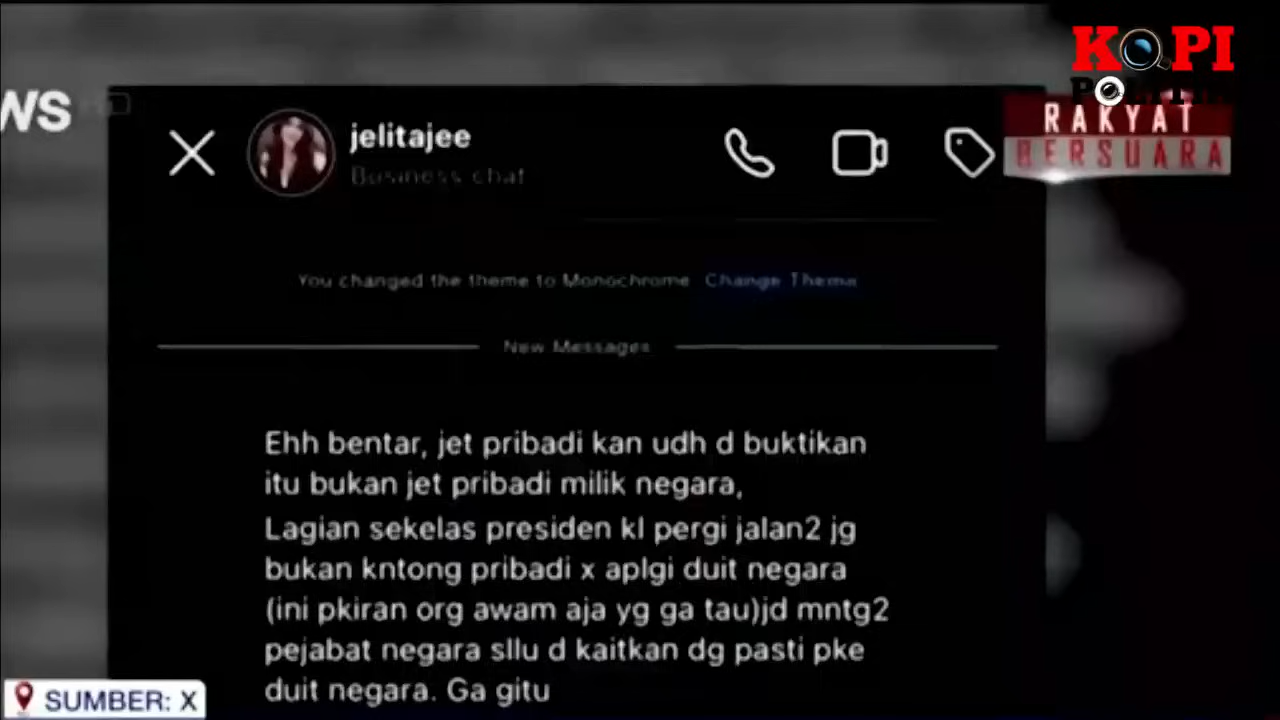 KOPI
POLITIK
RAKYAT
BERSUARA
WS
jelitajee
Business chat
You changed the theme to Monochrome Change Theme
New Messages
Ehh bentar, jet pribadi kan udh d buktikan
itu bukan jet pribadi milik negara,
Lagian sekelas presiden kl pergi jalan2 jg
bukan kntong pribadi x aplgi duit negara
(ini pkiran org awam aja yg ga tau)jd mntg2
pejabat negara sllu d kaitkan dg pasti pke
duit negara. Ga gitu
SUMBER: X